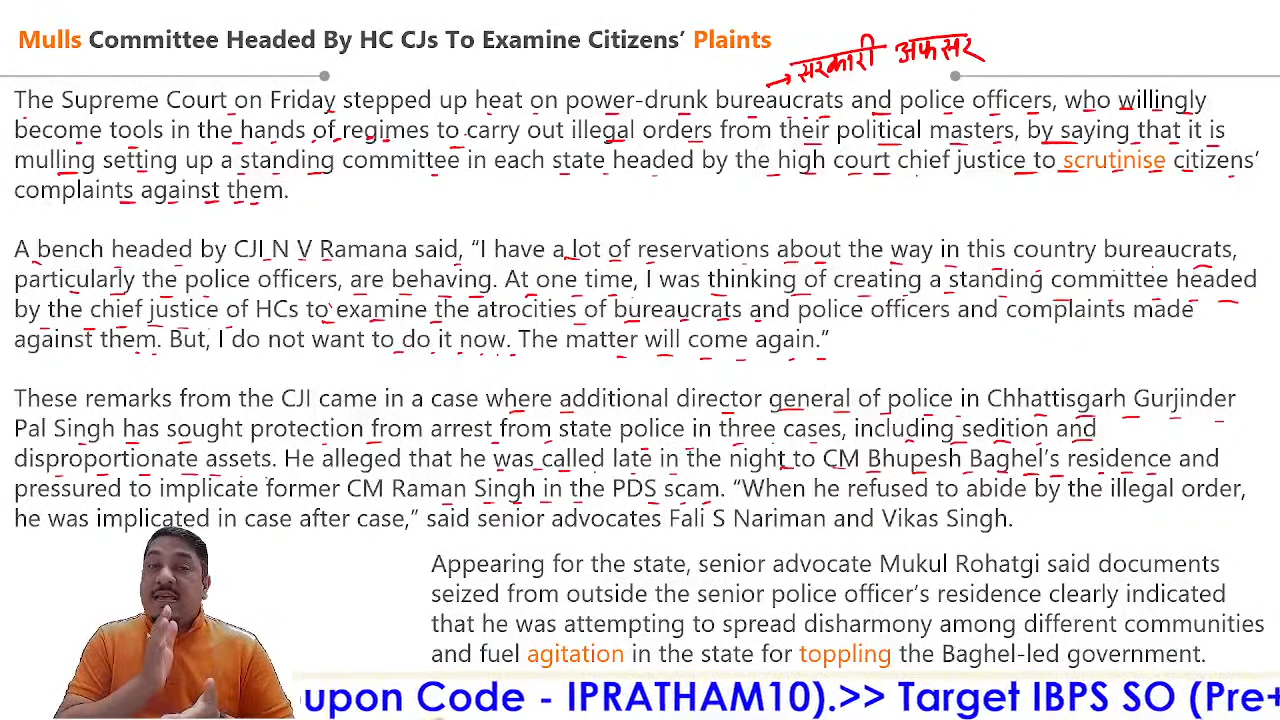 Mulls Committee Headed By HC CJs To Examine Citizens’ Plaints
सरकारी अफसर
The Supreme Court on Friday stepped up heat on power-drunk bureaucrats and police officers, who willingly
become tools in the hands of regimes to carry out illegal orders from their political masters, by saying that it is
mulling setting up a standing committee in each state headed by the high court chief justice to scrutinise citizens’
complaints against them.
A bench headed by CJI N V Ramana said, “I have a lot of reservations about the way in this country bureaucrats,
particularly the police officers, are behaving. At one time, I was thinking of creating a standing committee headed
by the chief justice of HCs to examine the atrocities of bureaucrats and police officers and complaints made
against them. But, I do not want to do it now. The matter will come again.”
These remarks from the CJI came in a case where additional director general of police in Chhattisgarh Gurjinder
Pal Singh has sought protection from arrest from state police in three cases, including sedition and
disproportionate assets. He alleged that he was called late in the night to CM Bhupesh Baghel’s residence and
pressured to implicate former CM Raman Singh in the PDS scam. “When he refused to abide by the illegal order,
he was implicated in case after case,” said senior advocates Fali S Nariman and Vikas Singh.
Appearing for the state, senior advocate Mukul Rohatgi said documents
seized from outside the senior police officer’s residence clearly indicated
that he was attempting to spread disharmony among different communities
and fuel agitation in the state for toppling the Baghel-led government.
upon Code - IPRATHAM10).>> Target IBPS SO (Pre+